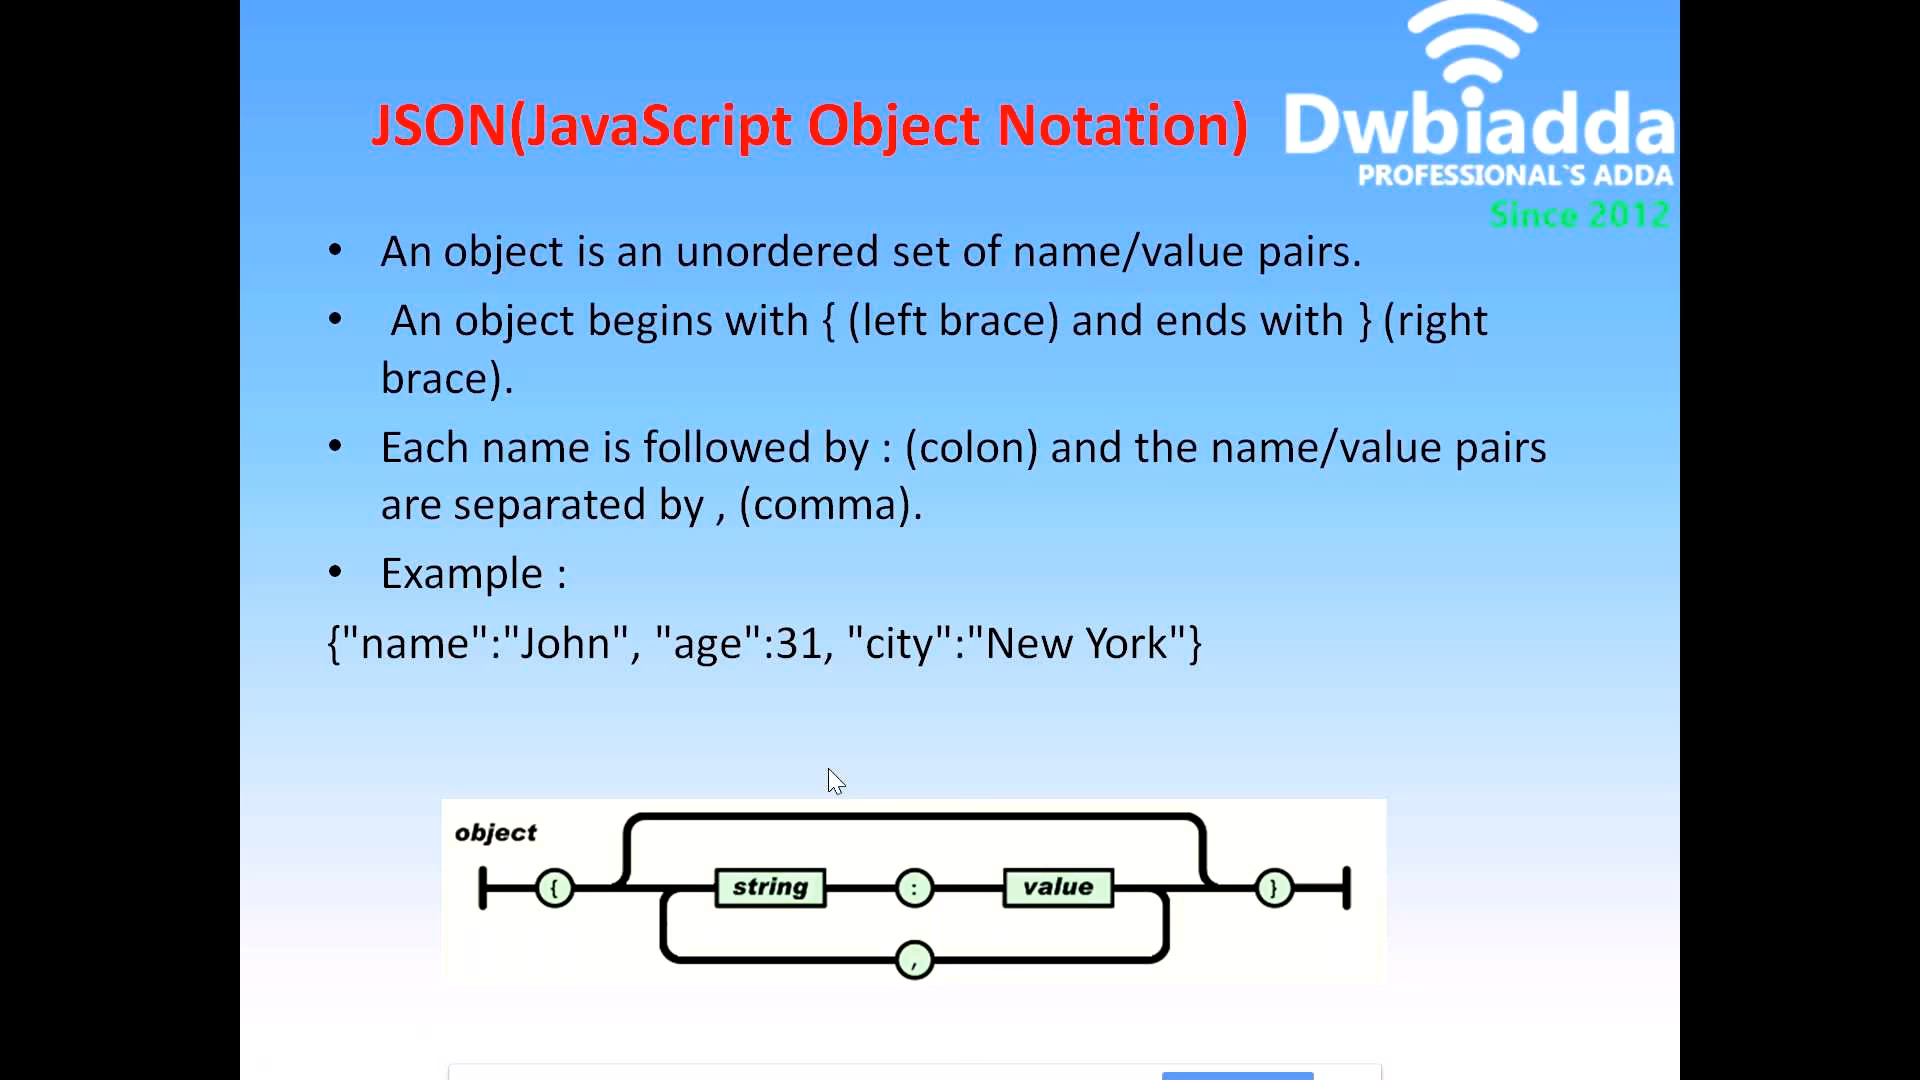 JSON(JavaScript Object Notation)
Dwbiadda
PROFESSIONAL`S ADDA
Since 2012
• An object is an unordered set of name/value pairs.
• An object begins with { (left brace) and ends with } (right
brace).
• Each name is followed by : (colon) and the name/value pairs
are separated by , (comma).
• Example :
{"name":"John", "age":31, "city":"New York"}
object
{ string : value }
,